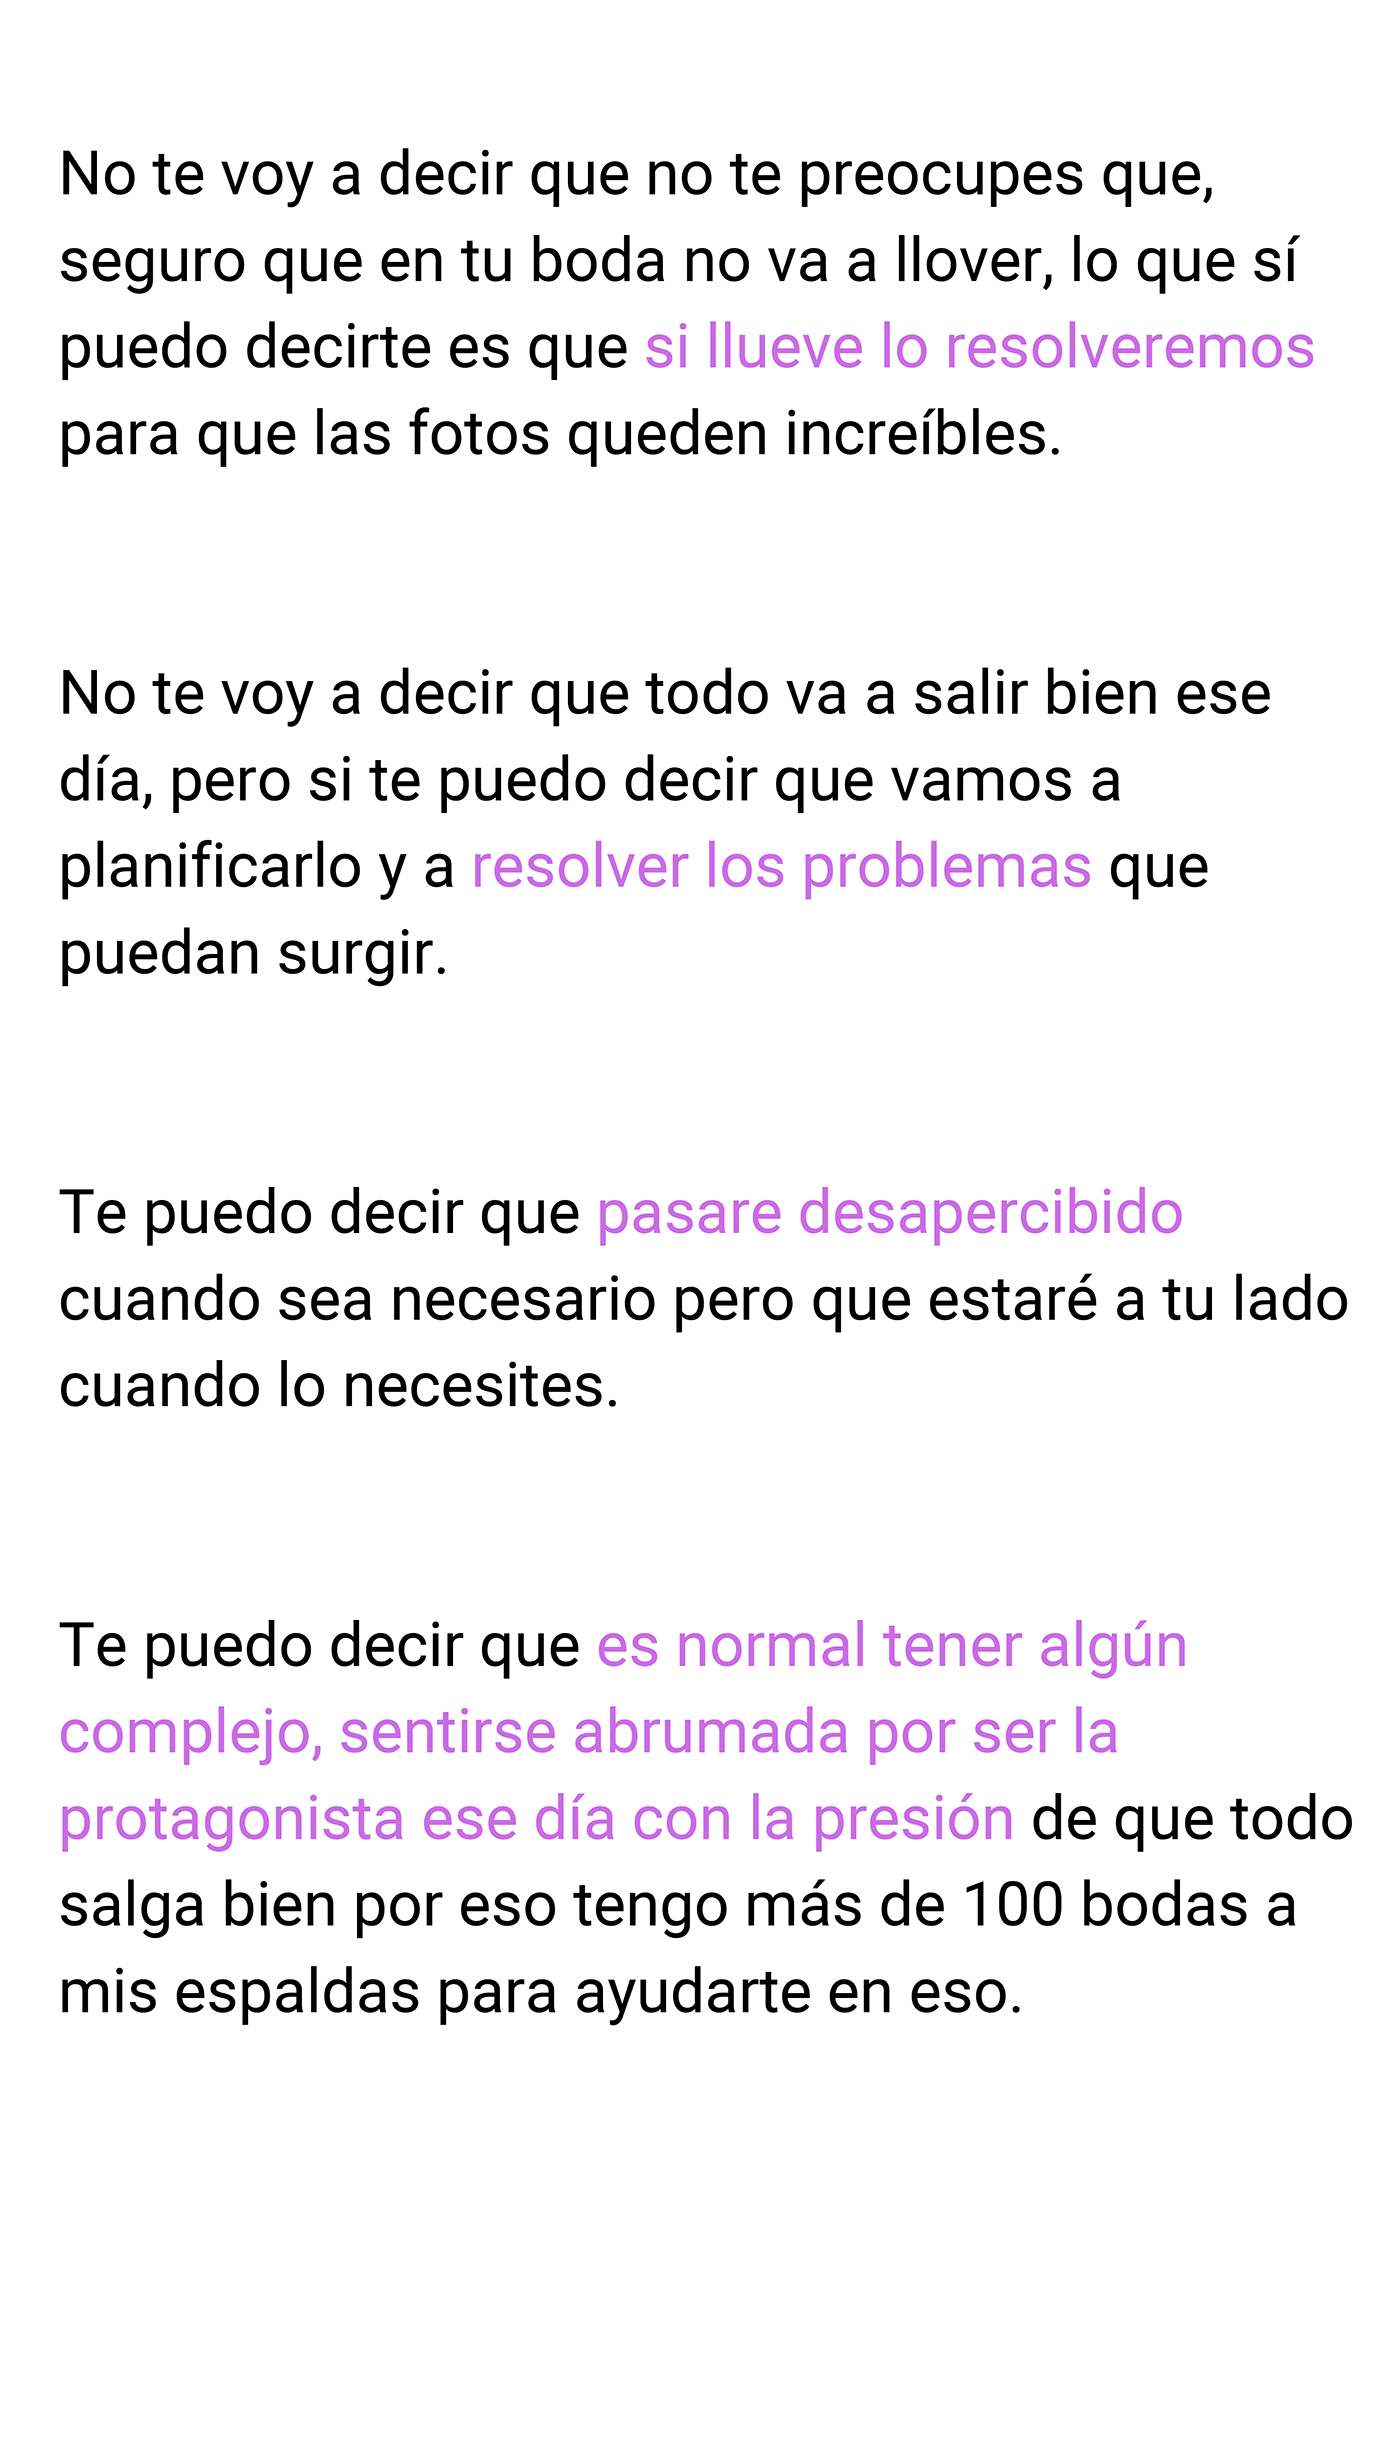 No te voy a decir que no te preocupes que,
seguro que en tu boda no va a llover, lo que sí
puedo decirte es que si llueve lo resolveremos
para que las fotos queden increíbles.
No te voy a decir que todo va a salir bien ese
día, pero si te puedo decir que vamos a
planificarlo y a resolver los problemas que
puedan surgir.
Te puedo decir que pasare desapercibido
cuando sea necesario pero que estaré a tu lado
cuando lo necesites.
Te puedo decir que es normal tener algún
complejo, sentirse abrumada por ser la
protagonista ese día con la presión de que todo
salga bien por eso tengo más de 100 bodas a
mis espaldas para ayudarte en eso.